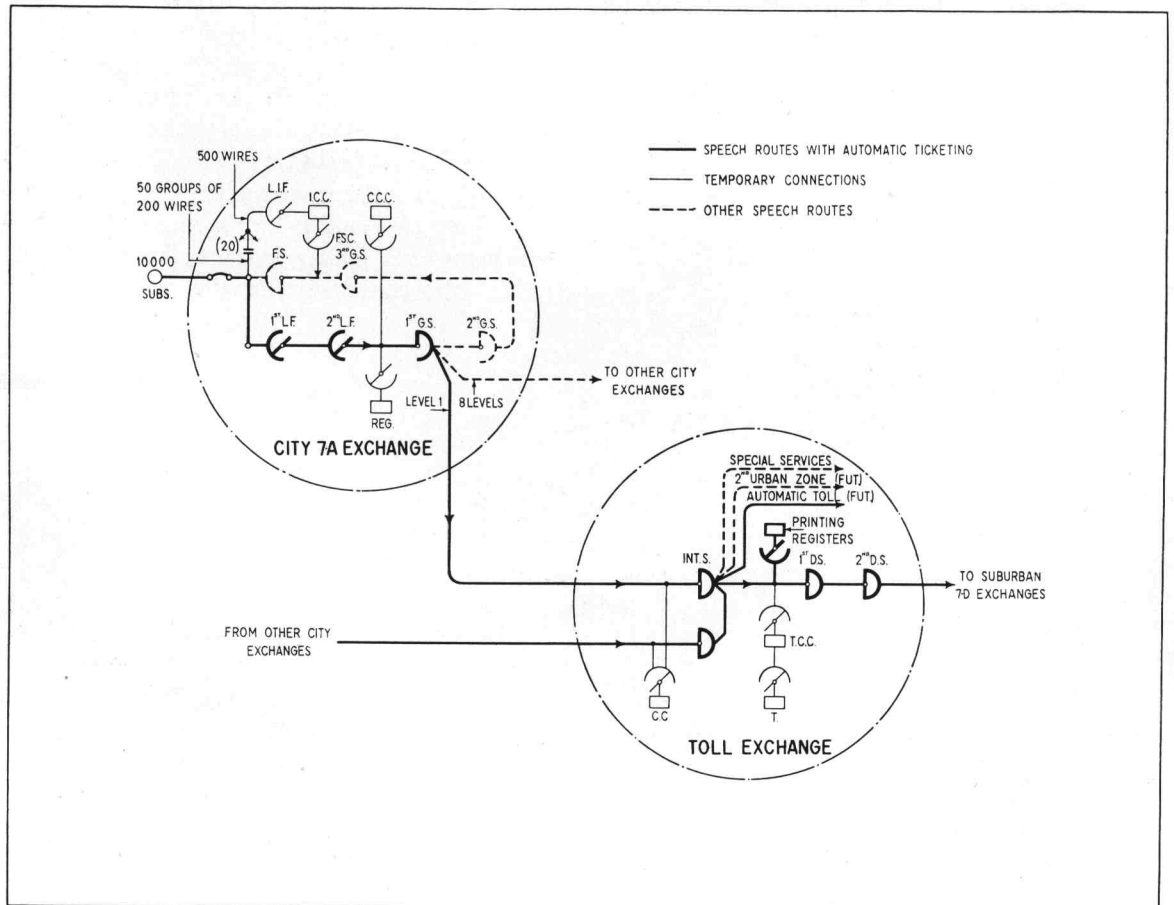 SPEECH ROUTES WITH AUTOMATIC TICKETING
TEMPORARY CONNECTIONS
OTHER SPEECH ROUTES
500 WIRES
50 GROUPS OF
200 WIRES
L.I.F.
I.C.C.
C.C.C.
(20)
F.S.
F.S.C.
3RD G.S.
10000
SUBS.
1ST L.F.
2ND L.F.
1ST G.S.
2ND G.S.
TO OTHER CITY
EXCHANGES
LEVEL 1
8 LEVELS
REG.
CITY 7A EXCHANGE
SPECIAL SERVICES
2ND URBAN ZONE (FUT.)
AUTOMATIC TOLL (FUT.)
PRINTING
REGISTERS
INT.S.
1ST D.S.
2ND D.S.
TO SUBURBAN
7-D EXCHANGES
FROM OTHER CITY
EXCHANGES
T.C.C.
C.C
T.
TOLL EXCHANGE